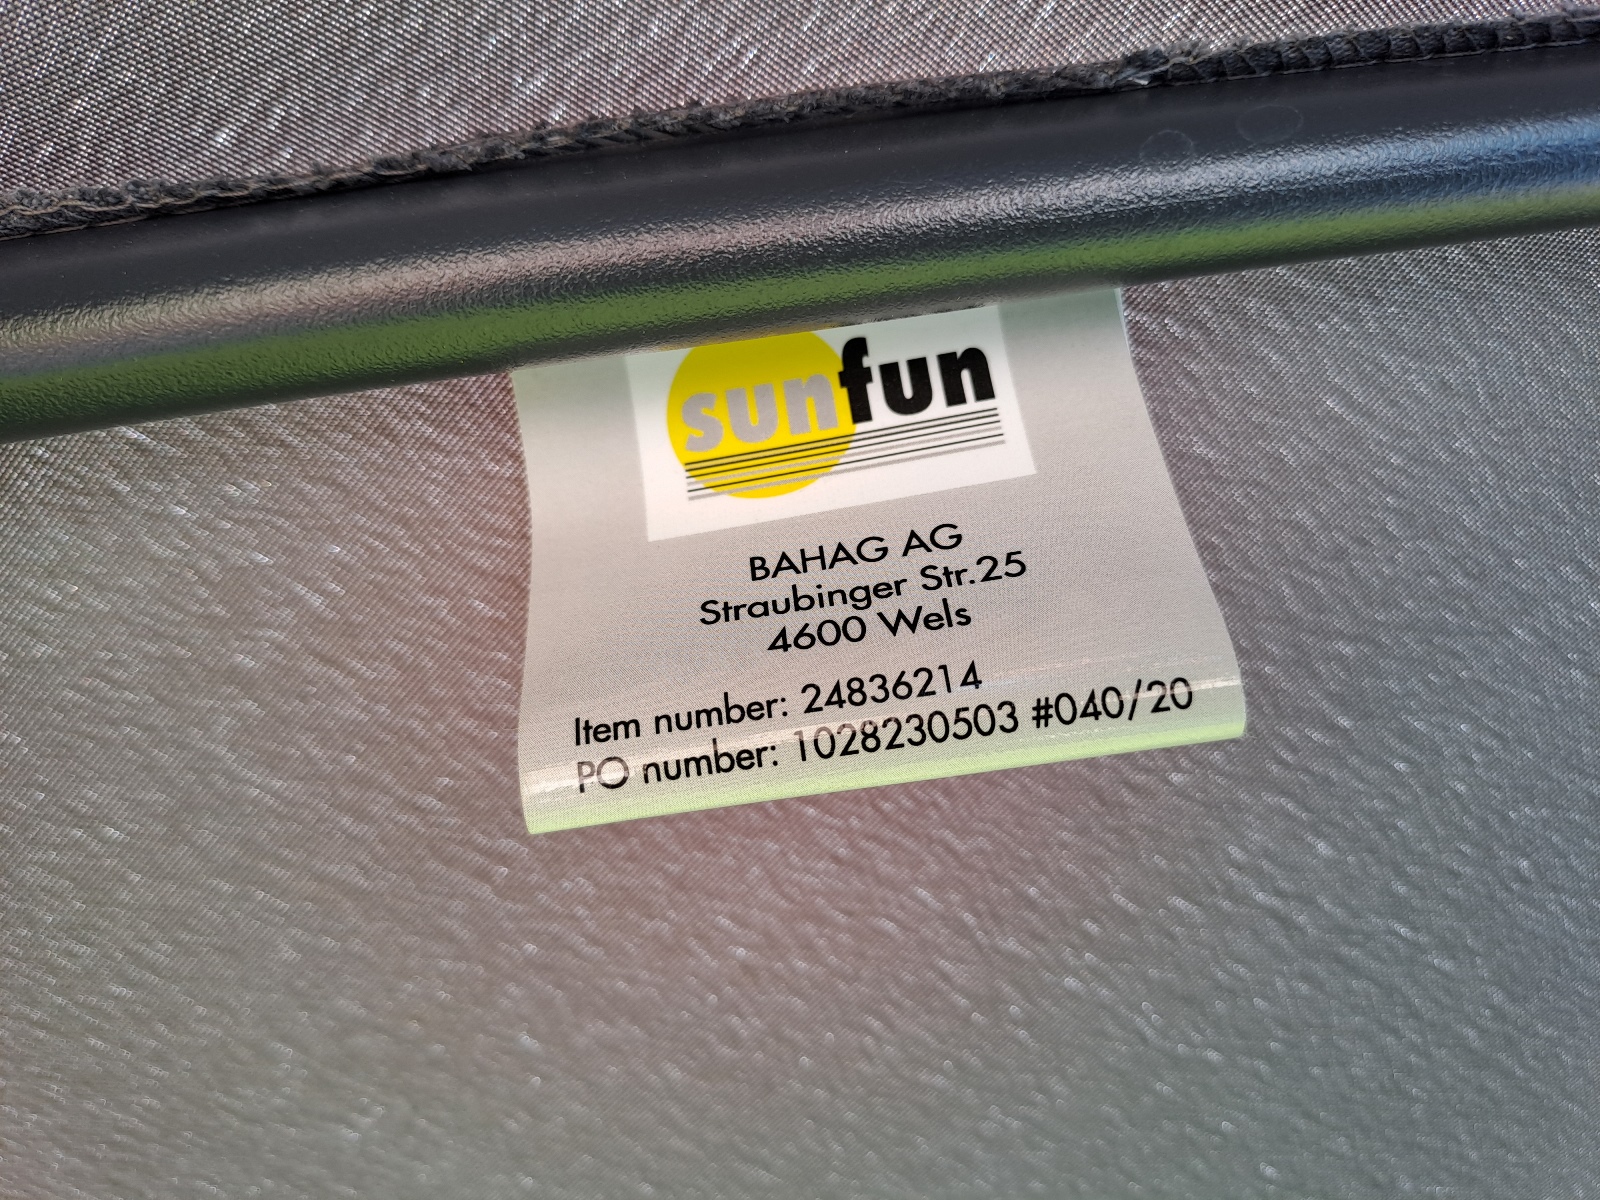 sunfun
BAHAG AG
Straubinger Str.25
4600 Wels
Item number: 24836214
PO number: 1028230503 #040/20